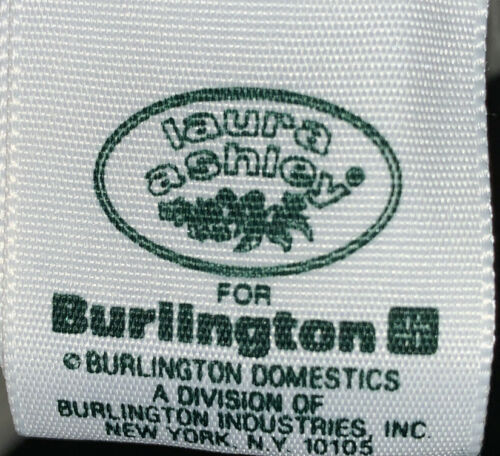 laura
ashley®
FOR
Burlington
© BURLINGTON DOMESTICS
A DIVISION OF
BURLINGTON INDUSTRIES, INC.
NEW YORK, N.Y. 10105